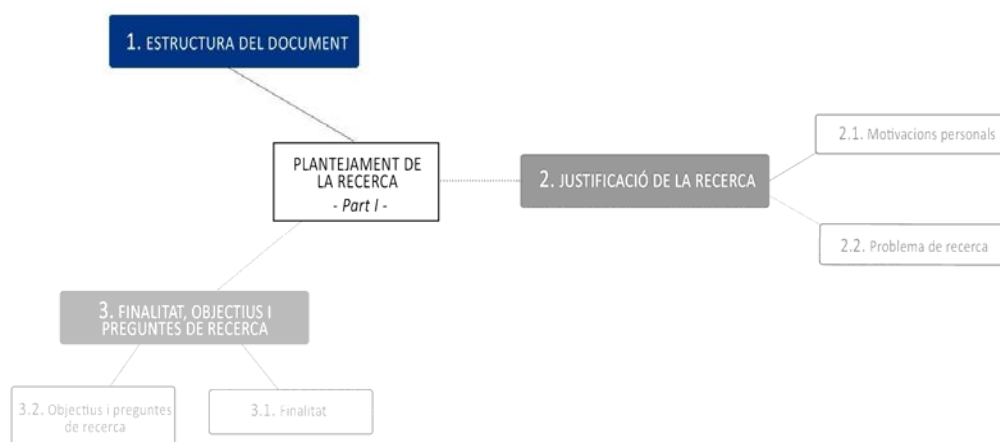 1. ESTRUCTURA DEL DOCUMENT
PLANTEJAMENT DE
LA RECERCA
- Part I -
2. JUSTIFICACIÓ DE LA RECERCA
2.1. Motivacions personals
2.2. Problema de recerca
3. FINALITAT, OBJECTIUS I
PREGUNTES DE RECERCA
3.2. Objectius i preguntes
de recerca
3.1. Finalitat